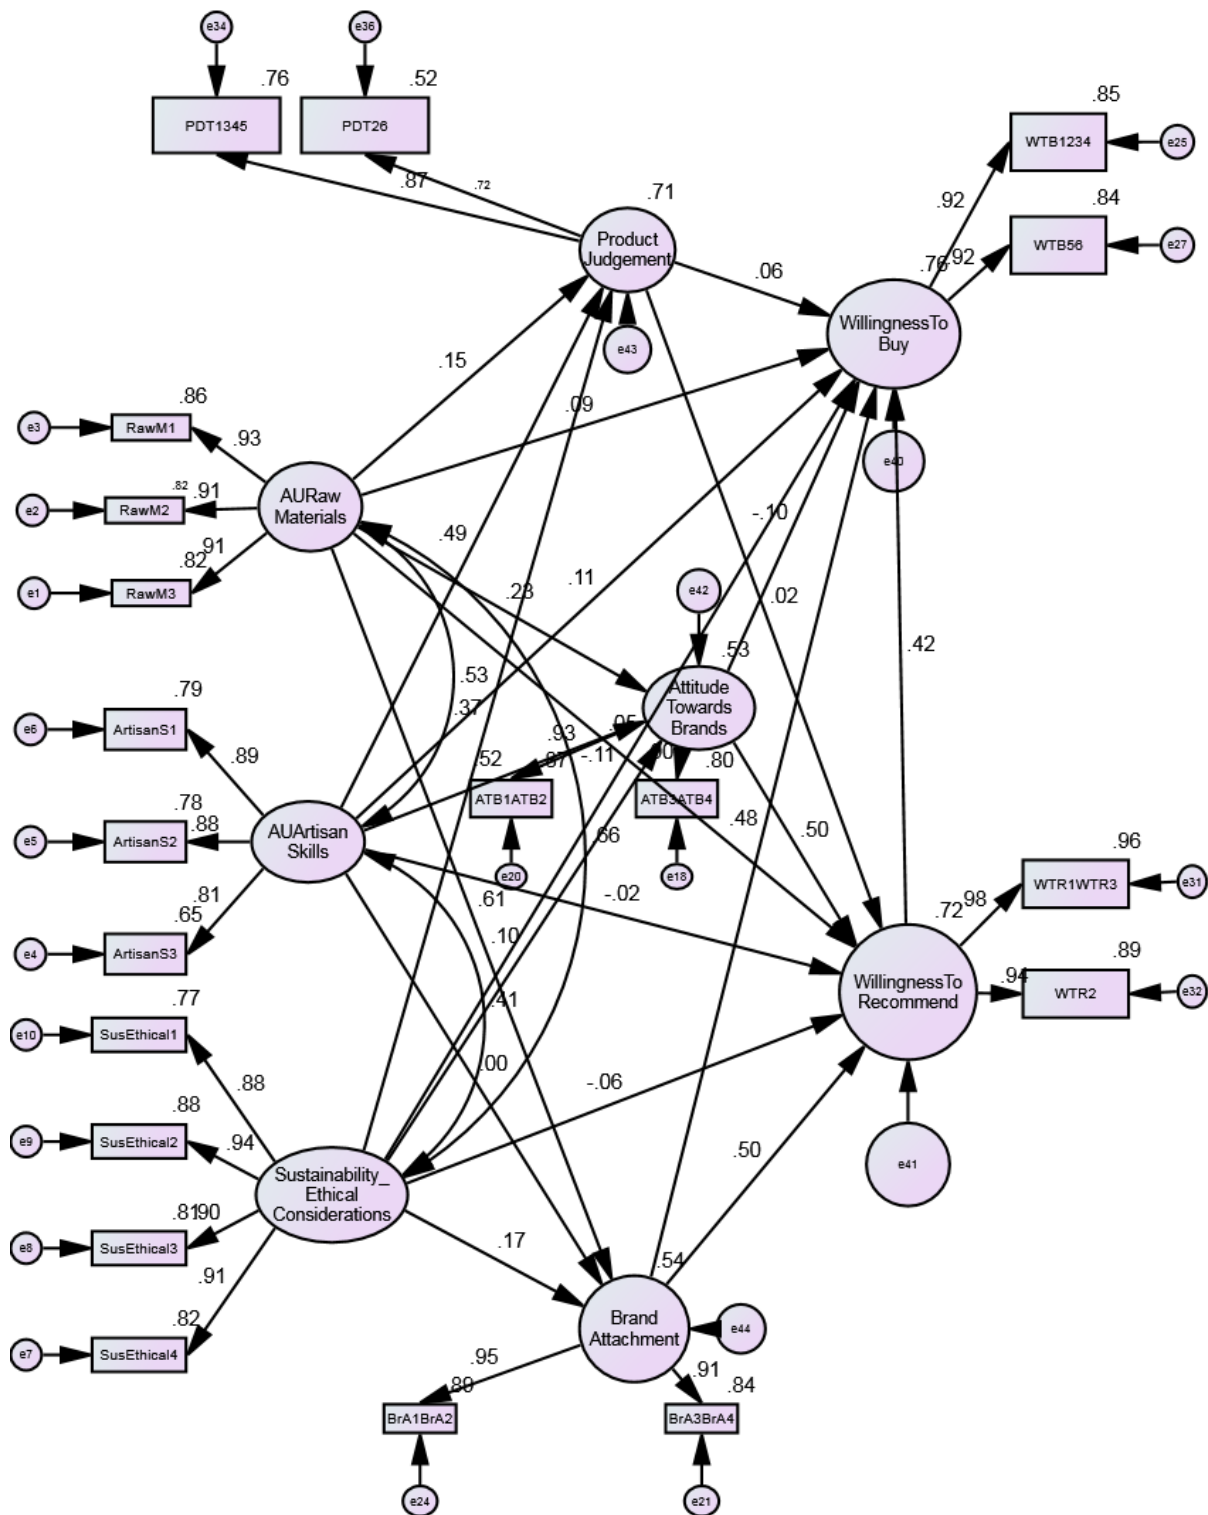 e34
e36
.76
.52
PDT1345
PDT26
.85
WTB1234
e25
.87
.72
.71
.92
.84
Product
Judgement
WTB56
e27
.06
.76
.92
WillingnessTo
Buy
e43
.15
.09
.86
e3
RawM1
.93
e40
AURaw
Materials
e2
RawM2
.82
.91
-.10
.49
.91
.82
e1
RawM3
.23
.11
e42
.02
.42
.53
.53
Attitude
Towards
Brands
.79
.37
e6
ArtisanS1
.89
.93
.05
.52
.87
-.11
.90
.80
ATB1ATB2
ATB3ATB4
.78
.88
e5
ArtisanS2
AUArtisan
Skills
.66
.48
.50
e20
e18
.96
WTR1WTR3
e31
.81
.65
.61
-.02
.72
.98
e4
ArtisanS3
.10
.89
WillingnessTo
Recommend
.94
WTR2
e32
.77
.41
e10
SusEthical1
.00
.88
-.06
.88
e9
SusEthical2
.94
.50
e41
Sustainability_
Ethical
Considerations
.81
.90
e8
SusEthical3
.17
.54
.91
.82
e7
SusEthical4
Brand
Attachment
e44
.95
.89
.91
.84
BrA1BrA2
BrA3BrA4
e24
e21